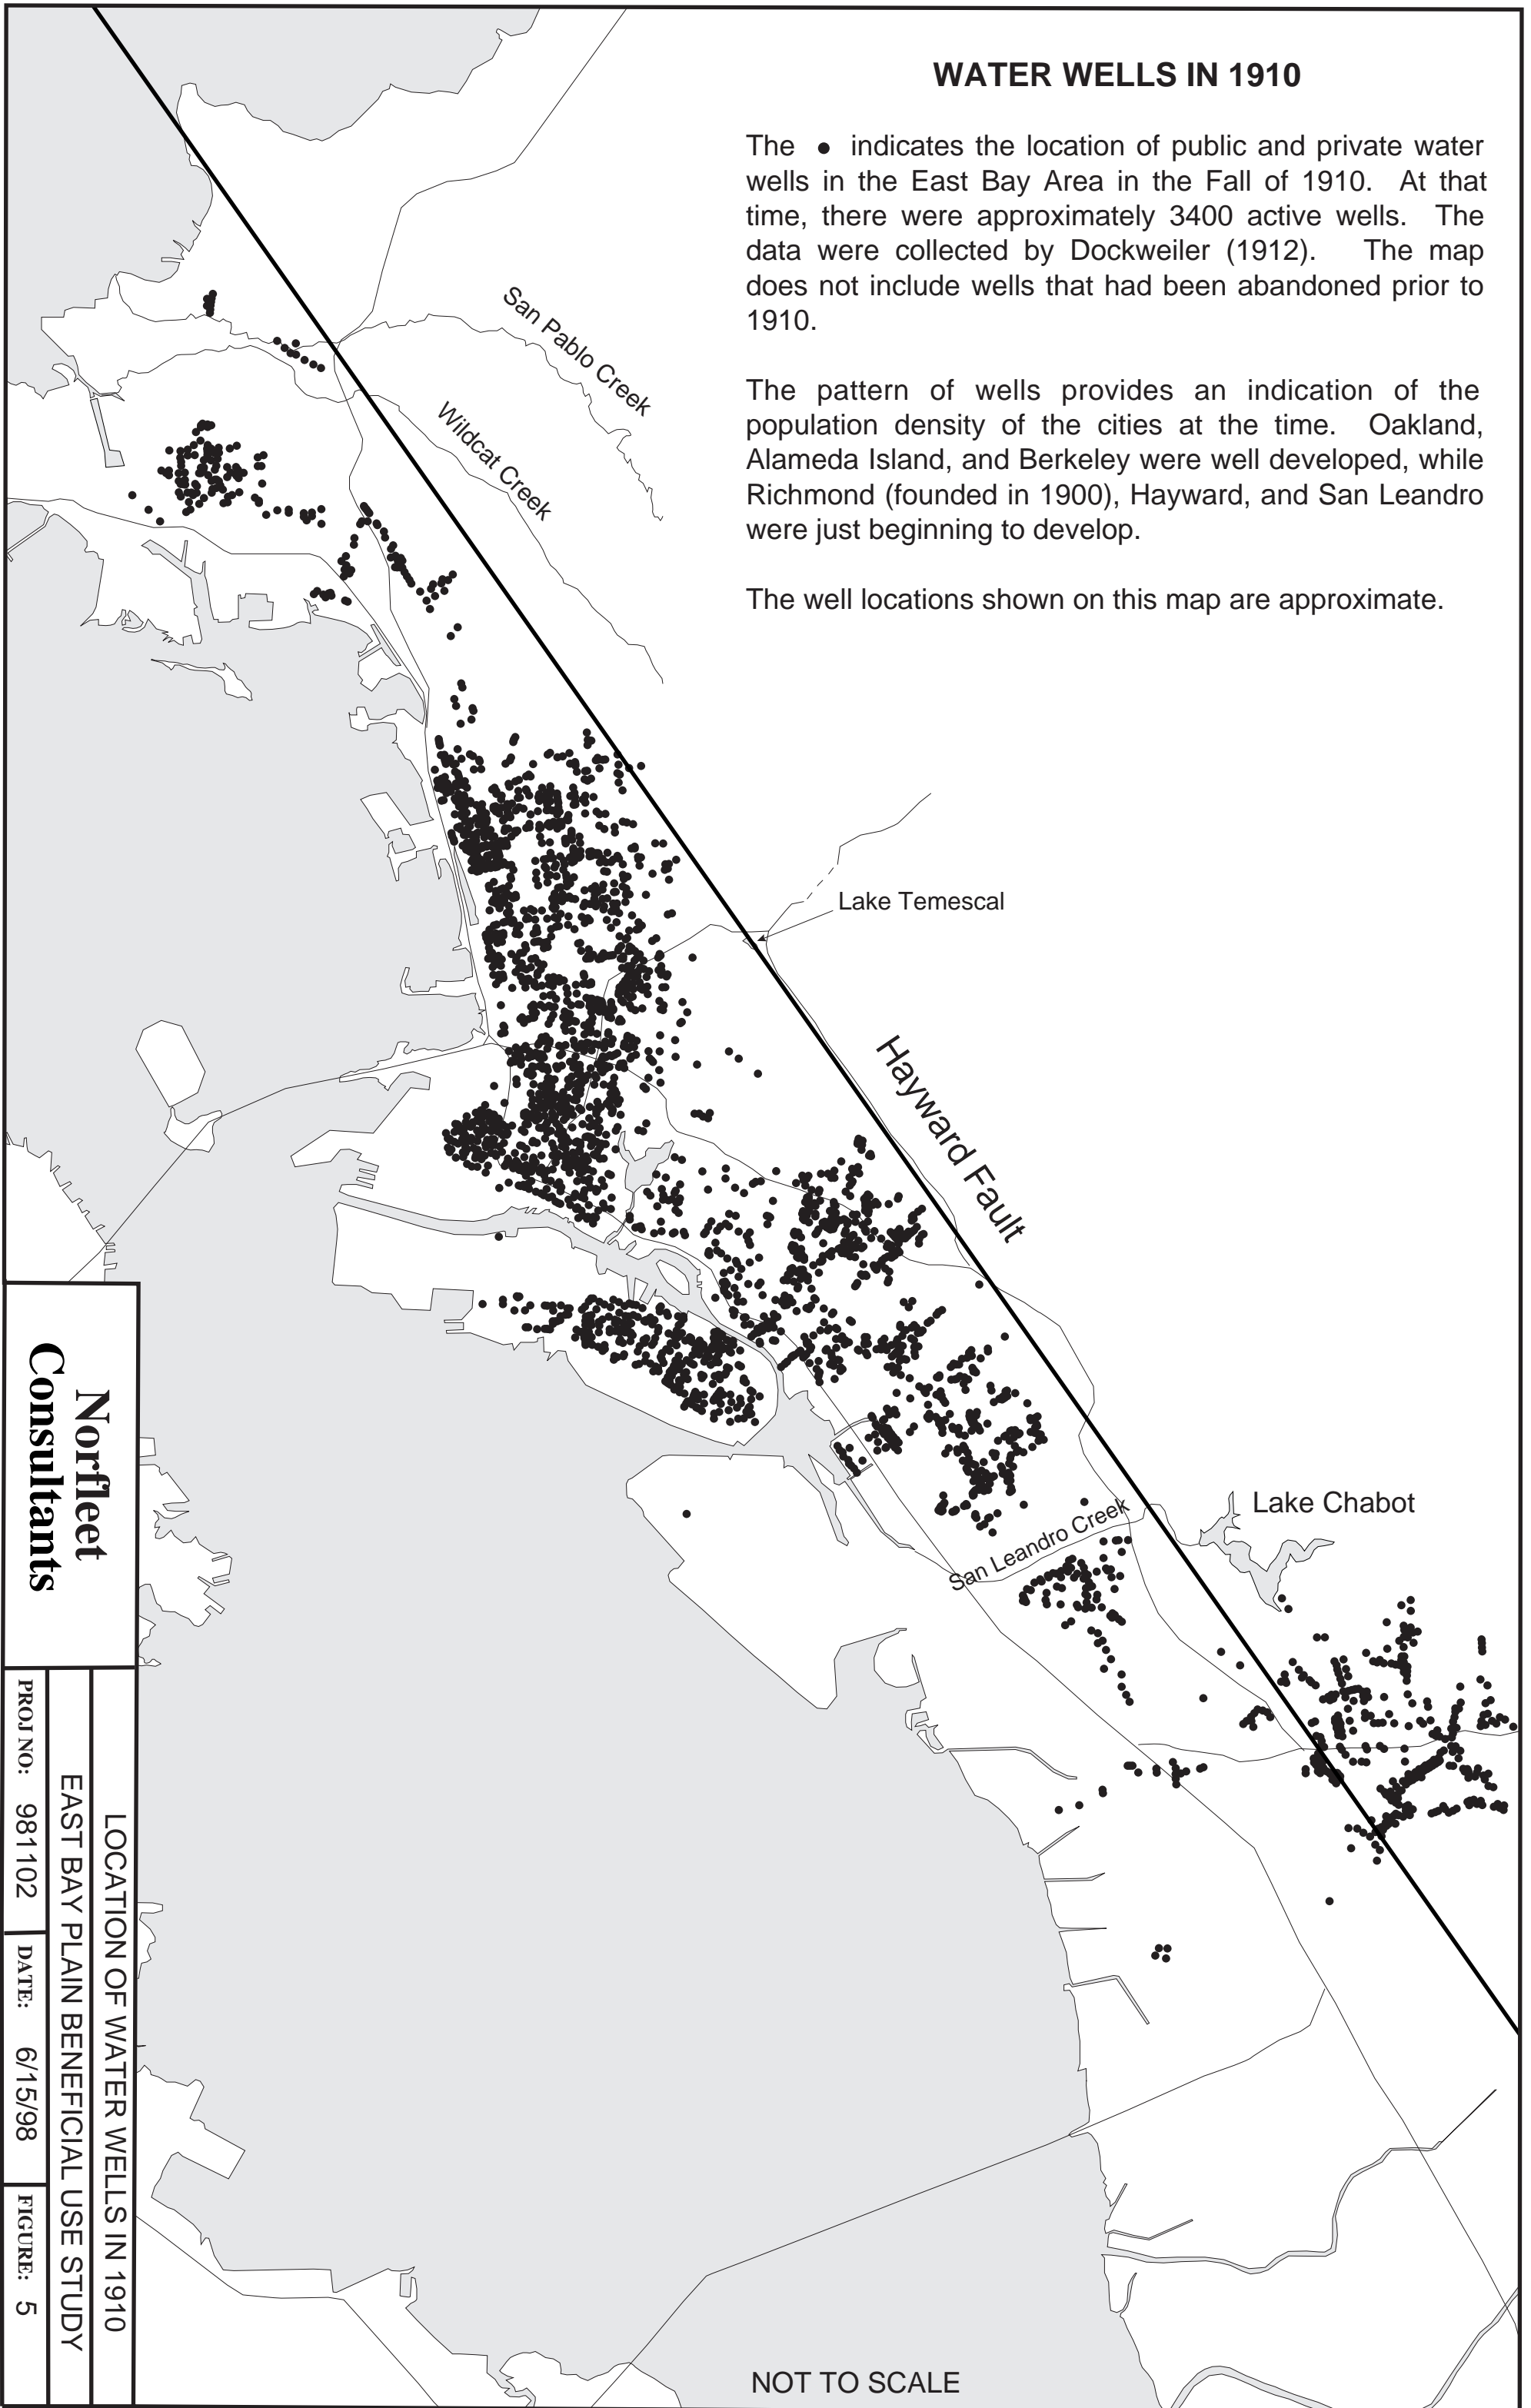 WATER WELLS IN 1910
The ● indicates the location of public and private water
wells in the East Bay Area in the Fall of 1910. At that
time, there were approximately 3400 active wells. The
data were collected by Dockweiler (1912). The map
does not include wells that had been abandoned prior to
1910.
The pattern of wells provides an indication of the
population density of the cities at the time. Oakland,
Alameda Island, and Berkeley were well developed, while
Richmond (founded in 1900), Hayward, and San Leandro
were just beginning to develop.
The well locations shown on this map are approximate.
San Pablo Creek
Wildcat Creek
Lake Temescal
Hayward Fault
Lake Chabot
San Leandro Creek
NOT TO SCALE
Norfleet
Consultants
LOCATION OF WATER WELLS IN 1910
EAST BAY PLAIN BENEFICIAL USE STUDY
PROJ NO: 981102
DATE: 6/15/98
FIGURE: 5